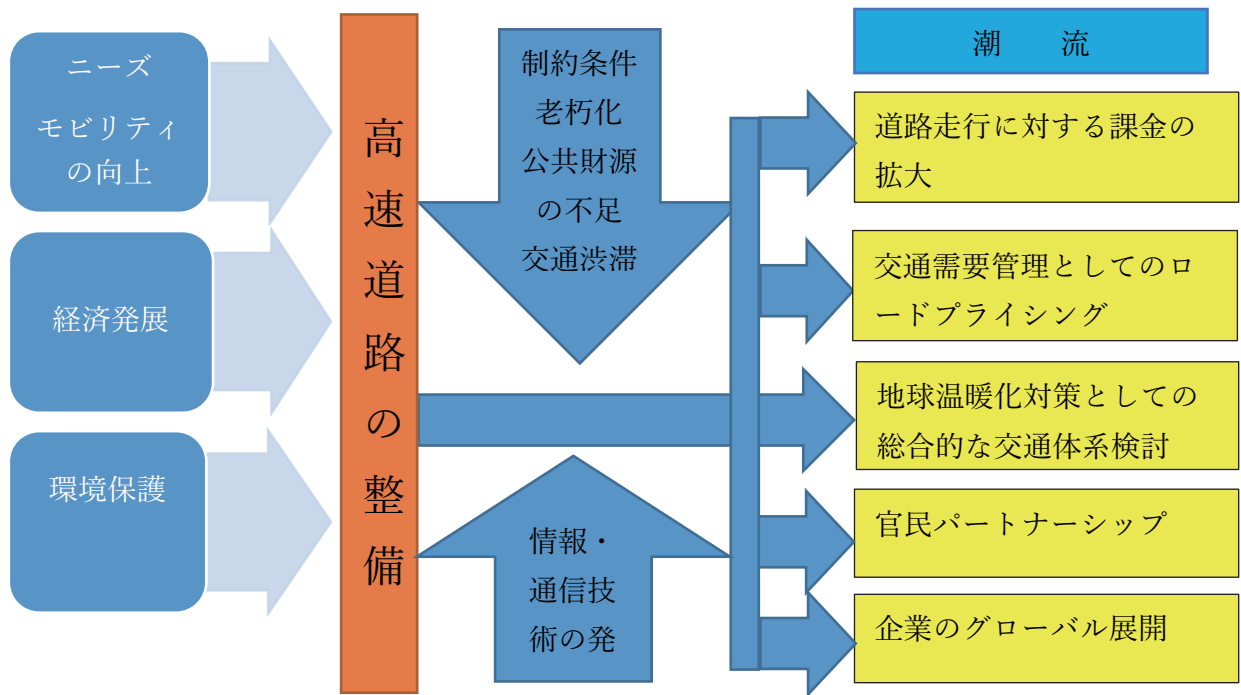 ニーズ
モビリティ
の向上
経済発展
環境保護
高速道路の整備
制約条件
老朽化
公共財源
の不足
交通渋滞
情報・
通信技
術の発
潮　流
道路走行に対する課金の
拡大
交通需要管理としてのロ
ードプライシング
地球温暖化対策としての
総合的な交通体系検討
官民パートナーシップ
企業のグローバル展開